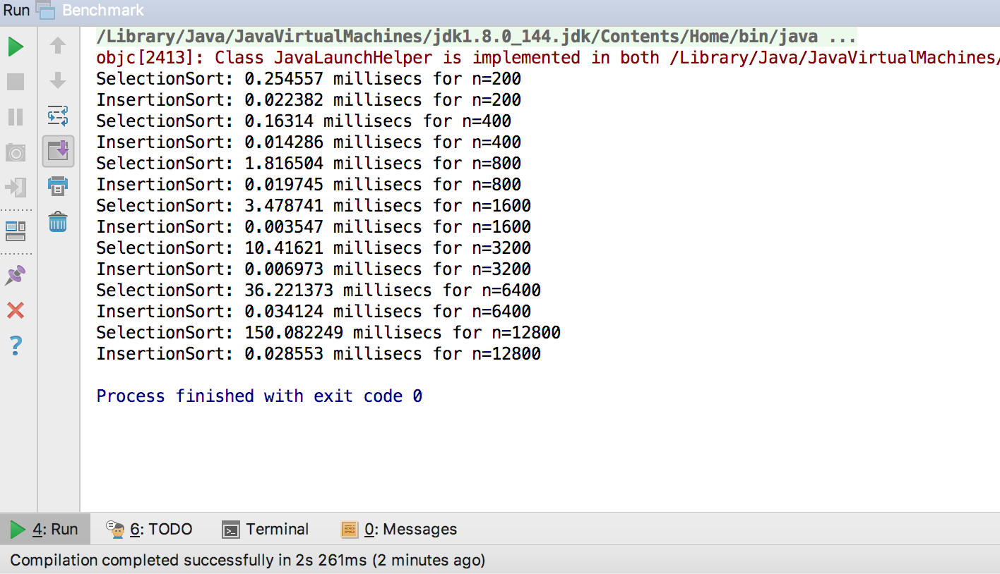 Run Benchmark
/Library/Java/JavaVirtualMachines/jdk1.8.0_144.jdk/Contents/Home/bin/java ...
objc[2413]: Class JavaLaunchHelper is implemented in both /Library/Java/JavaVirtualMachines/
SelectionSort: 0.254557 millisecs for n=200
InsertionSort: 0.022382 millisecs for n=200
SelectionSort: 0.16314 millisecs for n=400
InsertionSort: 0.014286 millisecs for n=400
SelectionSort: 1.816504 millisecs for n=800
InsertionSort: 0.019745 millisecs for n=800
SelectionSort: 3.478741 millisecs for n=1600
InsertionSort: 0.003547 millisecs for n=1600
SelectionSort: 10.41621 millisecs for n=3200
InsertionSort: 0.006973 millisecs for n=3200
SelectionSort: 36.221373 millisecs for n=6400
InsertionSort: 0.034124 millisecs for n=6400
SelectionSort: 150.082249 millisecs for n=12800
InsertionSort: 0.028553 millisecs for n=12800
Process finished with exit code 0
4: Run 6: TODO Terminal 0: Messages
Compilation completed successfully in 2s 261ms (2 minutes ago)